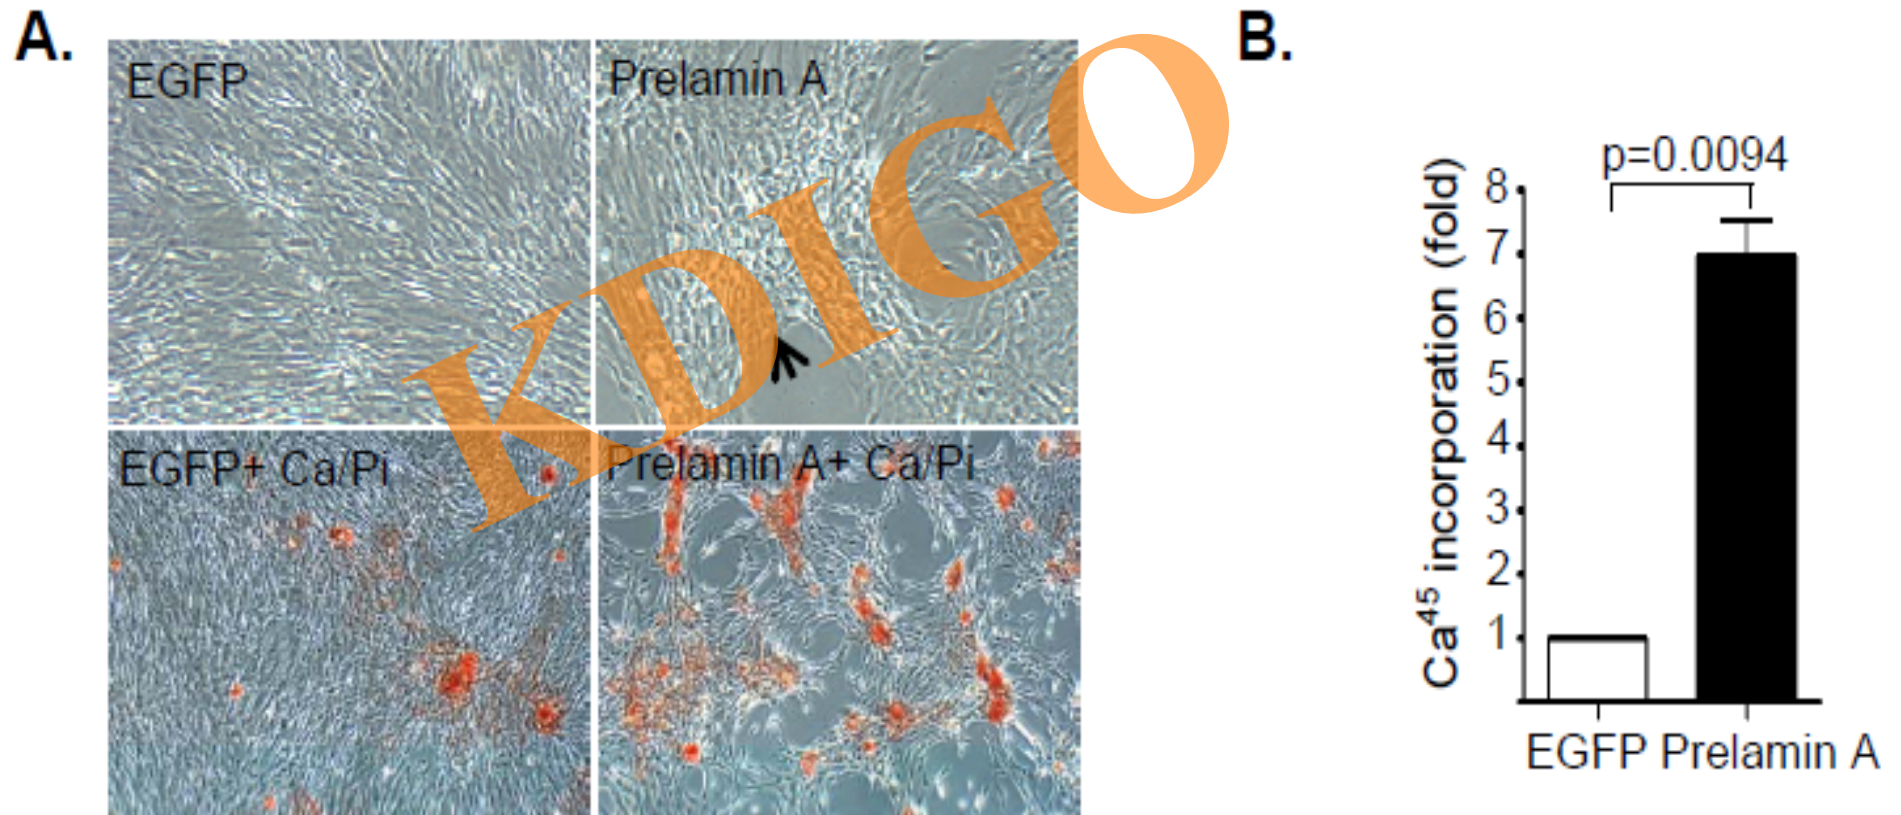 A.
EGFP
Prelamin A
EGFP+ Ca/Pi
Prelamin A+ Ca/Pi
KDIGO
B.
p=0.0094
Ca45 incorporation (fold)
8
7
6
5
4
3
2
1
EGFP Prelamin A